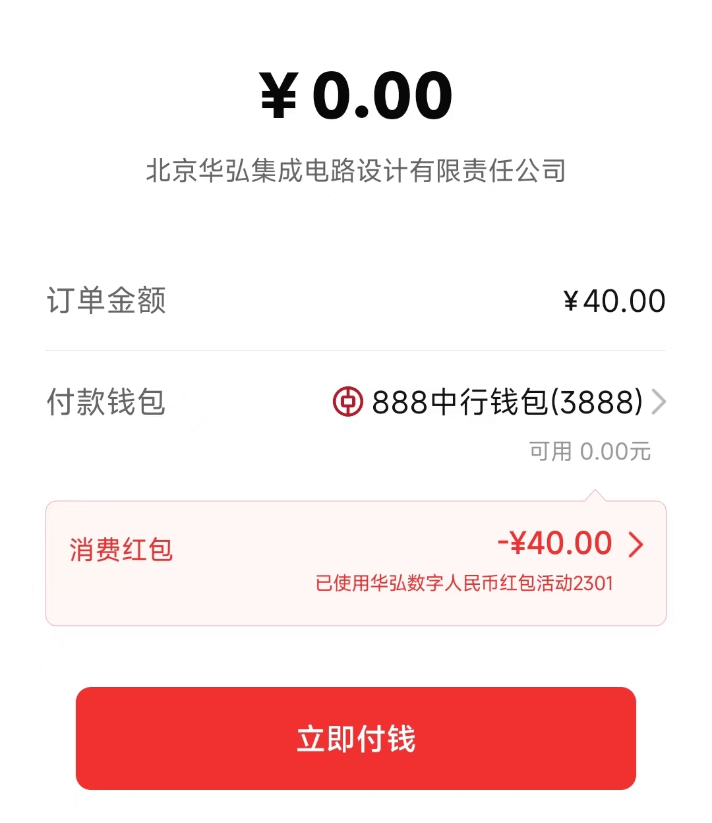 ¥0.00
北京华弘集成电路设计有限责任公司
订单金额 ¥40.00
付款钱包 888中行钱包(3888)
可用 0.00元
消费红包 -¥40.00
已使用华弘数字人民币红包活动2301
立即付钱